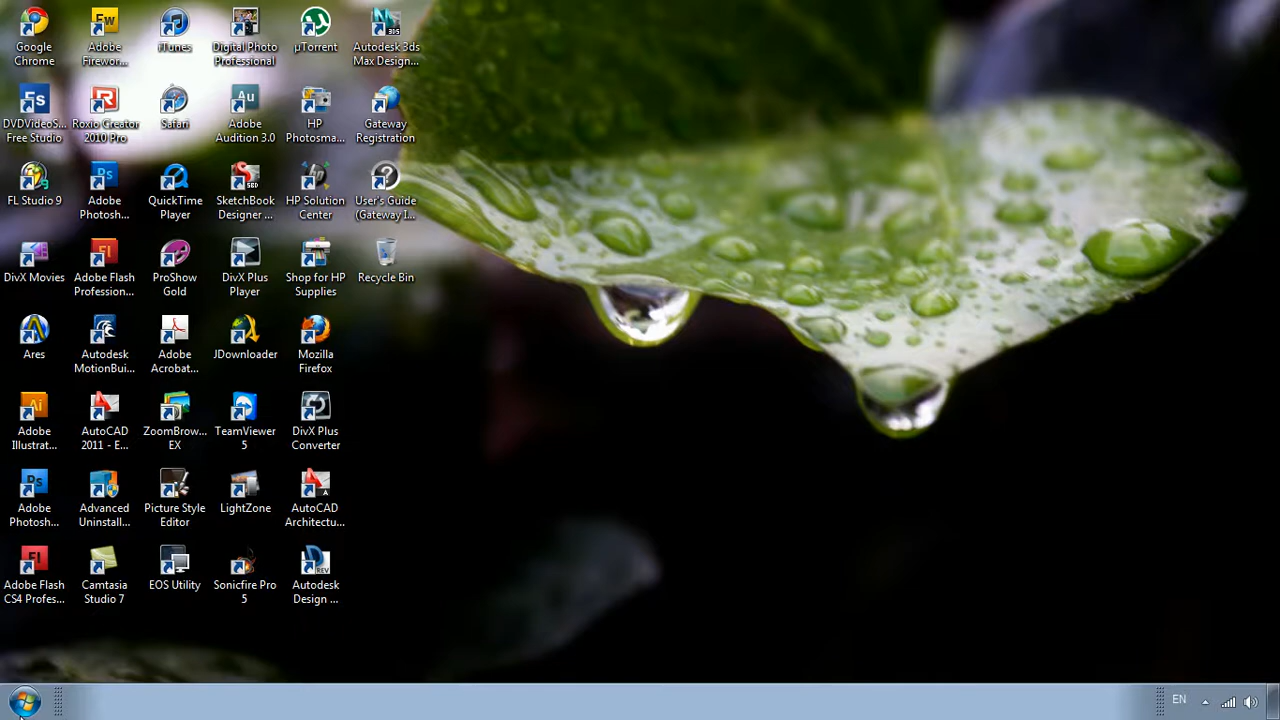 Google
Chrome
Adobe
Firewor...
iTunes
Digital Photo
Professional
µTorrent
Autodesk 3ds
Max Design...
DVDVideoS...
Free Studio
Roxio Creator
2010 Pro
Safari
Adobe
Audition 3.0
HP
Photosma...
Gateway
Registration
FL Studio 9
Adobe
Photosh...
QuickTime
Player
SketchBook
Designer ...
HP Solution
Center
User's Guide
(Gateway I...
DivX Movies
Adobe Flash
Profession...
ProShow
Gold
DivX Plus
Player
Shop for HP
Supplies
Recycle Bin
Ares
Autodesk
MotionBui...
Adobe
Acrobat...
JDownloader
Mozilla
Firefox
Adobe
Illustrat...
AutoCAD
2011 - E...
ZoomBrow...
EX
TeamViewer
5
DivX Plus
Converter
Adobe
Photosh...
Advanced
Uninstall...
Picture Style
Editor
LightZone
AutoCAD
Architectu...
Adobe Flash
CS4 Profes...
Camtasia
Studio 7
EOS Utility
Sonicfire Pro
5
Autodesk
Design ...
EN